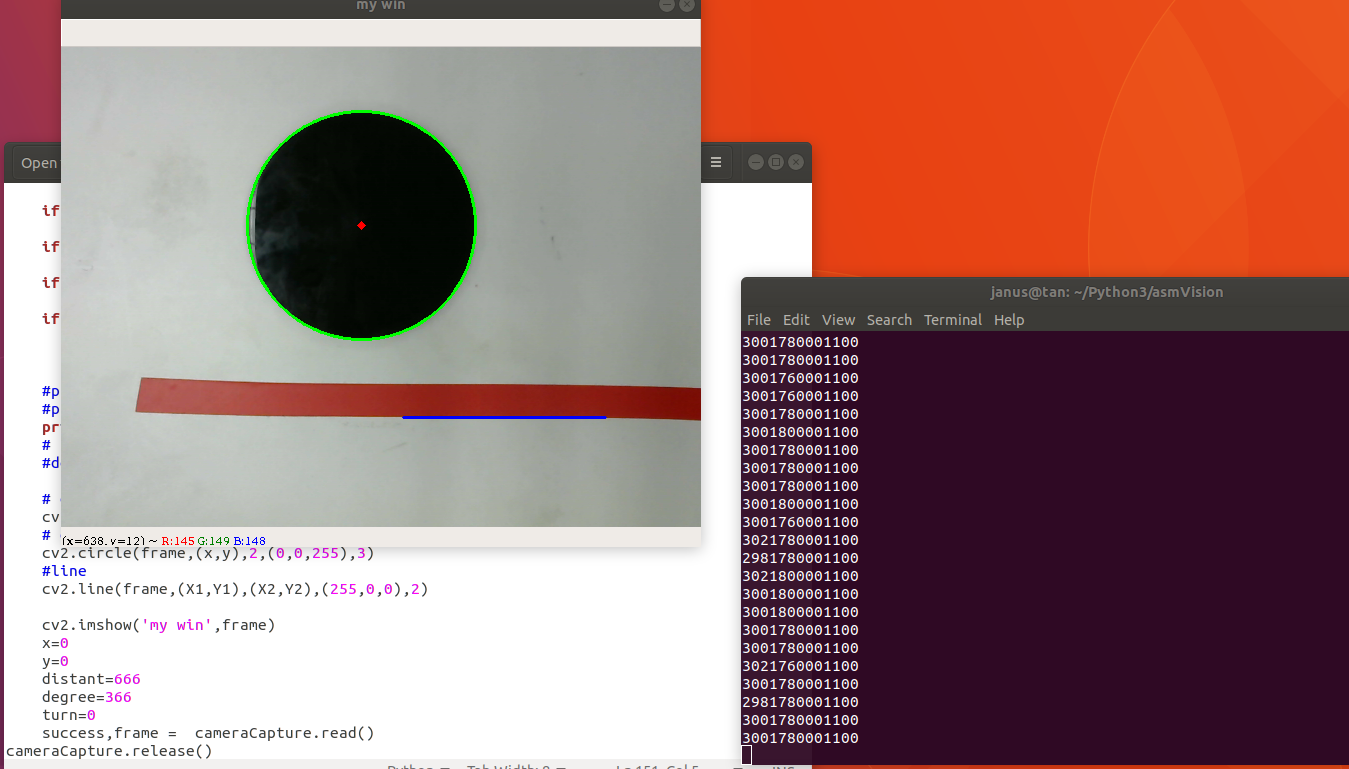 my win
Open
if
if
if
if
#p
#p
pr
#
#d
#
cv
#
(x=638, y=12) ~ R:145 G:149 B:148
cv2.circle(frame,(x,y),2,(0,0,255),3)
#line
cv2.line(frame,(X1,Y1),(X2,Y2),(255,0,0),2)
cv2.imshow('my win',frame)
x=0
y=0
distant=666
degree=366
turn=0
success,frame =  cameraCapture.read()
cameraCapture.release()
janus@tan: ~/Python3/asmVision
File Edit View Search Terminal Help
3001780001100
3001780001100
3001760001100
3001760001100
3001780001100
3001800001100
3001780001100
3001780001100
3001780001100
3001800001100
3001760001100
3021780001100
2981780001100
3021800001100
3001800001100
3001800001100
3001780001100
3001780001100
3021760001100
3001780001100
2981780001100
3001780001100
3001780001100